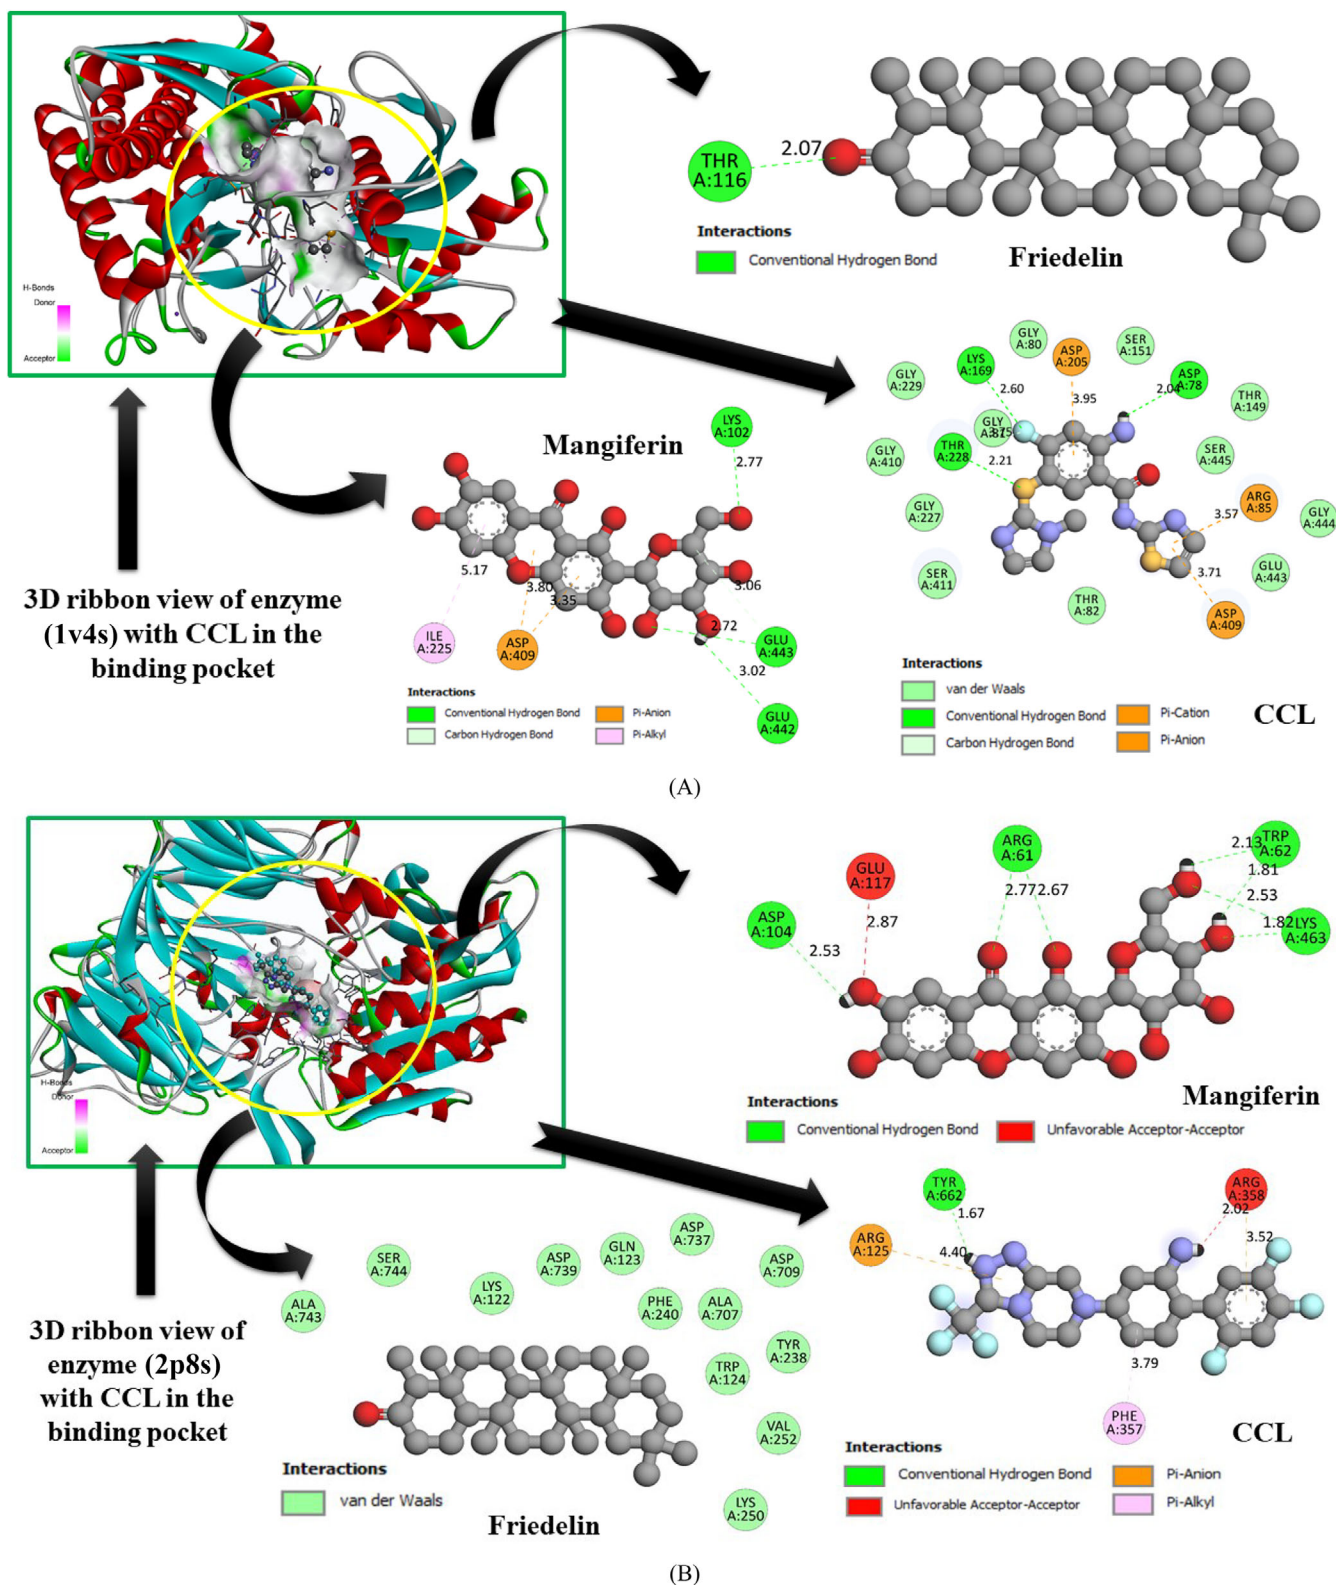 H-Bonds
Donor
Acceptor
THR
A:116
2.07
Interactions
Conventional Hydrogen Bond
Friedelin
Mangiferin
LYS
A:102
2.77
5.17
3.80
3.35
3.06
2.72
3.02
ILE
A:225
ASP
A:409
GLU
A:443
GLU
A:442
Interactions
Conventional Hydrogen Bond
Pi-Anion
Carbon Hydrogen Bond
Pi-Alkyl
GLY
A:80
SER
A:151
LYS
A:169
ASP
A:205
ASP
A:78
GLY
A:229
2.60
3.95
2.04
THR
A:149
GLY
A:81
GLY
A:410
THR
A:228
2.21
SER
A:445
ARG
A:85
3.57
GLY
A:227
GLY
A:444
SER
A:411
3.71
GLU
A:443
THR
A:82
ASP
A:409
Interactions
van der Waals
Conventional Hydrogen Bond
Pi-Cation
Carbon Hydrogen Bond
Pi-Anion
CCL
3D ribbon view of enzyme
(1v4s) with CCL in the
binding pocket
(A)
H-Bonds
Donor
Acceptor
ARG
A:61
TRP
A:62
GLU
A:117
2.13
1.81
2.77
2.67
2.53
ASP
A:104
2.87
1.82
LYS
A:463
2.53
Mangiferin
Interactions
Conventional Hydrogen Bond
Unfavorable Acceptor-Acceptor
3D ribbon view of
enzyme (2p8s)
with CCL in the
binding pocket
SER
A:744
ASP
A:739
GLN
A:123
ASP
A:737
ASP
A:709
ALA
A:743
LYS
A:122
PHE
A:240
ALA
A:707
TYR
A:238
TRP
A:124
VAL
A:252
LYS
A:250
Interactions
van der Waals
Friedelin
TYR
A:662
1.67
ARG
A:358
2.02
3.52
ARG
A:125
4.40
3.79
PHE
A:357
CCL
Interactions
Conventional Hydrogen Bond
Pi-Anion
Unfavorable Acceptor-Acceptor
Pi-Alkyl
(B)